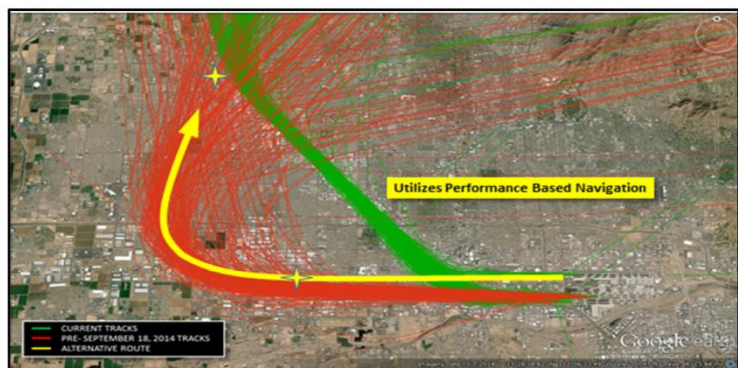 Utilizes Performance Based Navigation
CURRENT TRACKS
PRE- SEPTEMBER 18, 2014 TRACKS
ALTERNATIVE ROUTE
Google earth